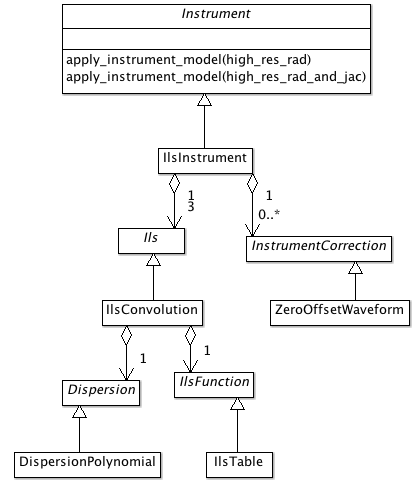 Instrument
apply_instrument_model(high_res_rad)
apply_instrument_model(high_res_rad_and_jac)
IlsInstrument
1
3
1
0..*
Ils
InstrumentCorrection
IlsConvolution
ZeroOffsetWaveform
1
1
Dispersion
IlsFunction
DispersionPolynomial
IlsTable